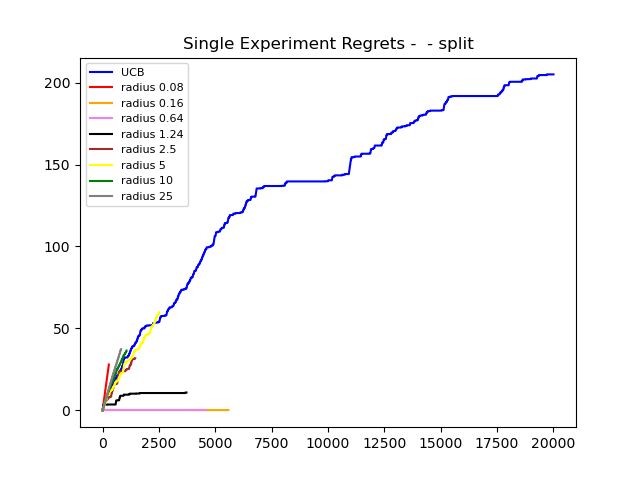 Single Experiment Regrets -  - split
UCB
radius 0.08
radius 0.16
radius 0.64
radius 1.24
radius 2.5
radius 5
radius 10
radius 25
200
150
100
50
0
0 2500 5000 7500 10000 12500 15000 17500 20000